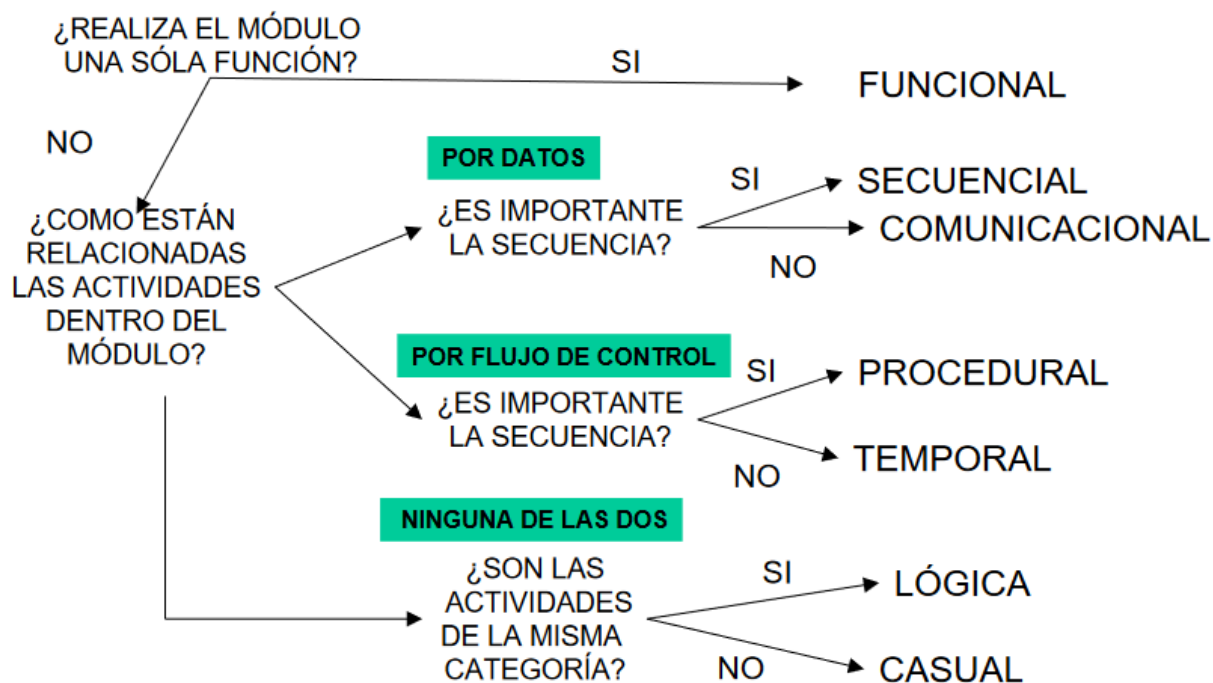 ¿REALIZA EL MÓDULO
UNA SÓLA FUNCIÓN?
SI
FUNCIONAL
NO
¿COMO ESTÁN
RELACIONADAS
LAS ACTIVIDADES
DENTRO DEL
MÓDULO?
POR DATOS
¿ES IMPORTANTE
LA SECUENCIA?
SI
SECUENCIAL
NO
COMUNICACIONAL
POR FLUJO DE CONTROL
¿ES IMPORTANTE
LA SECUENCIA?
SI
PROCEDURAL
NO
TEMPORAL
NINGUNA DE LAS DOS
¿SON LAS
ACTIVIDADES
DE LA MISMA
CATEGORÍA?
SI
LÓGICA
NO
CASUAL